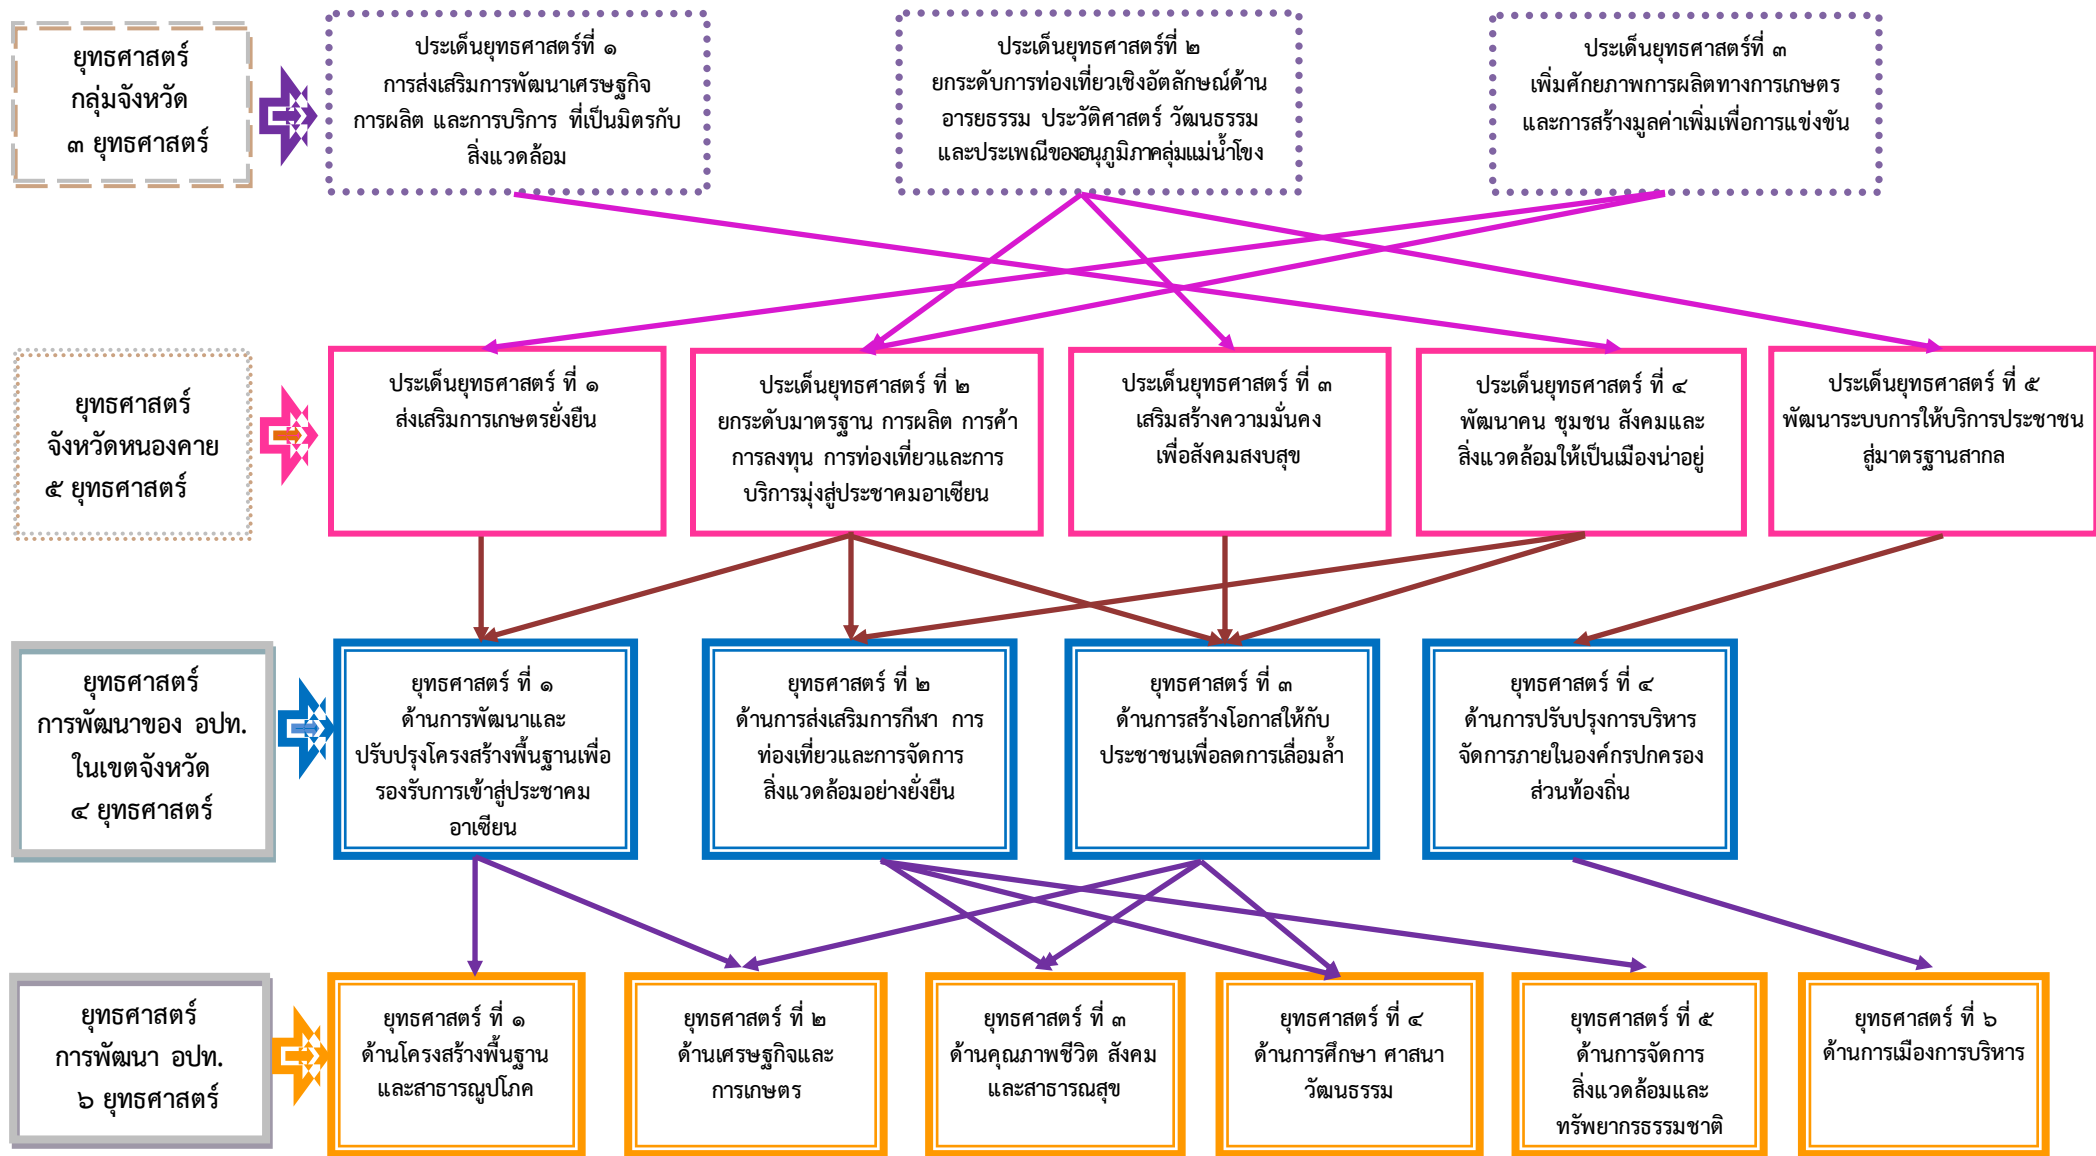 ยุทธศาสตร์
กลุ่มจังหวัด
๓ ยุทธศาสตร์
ประเด็นยุทธศาสตร์ที่ ๑
การส่งเสริมการพัฒนาเศรษฐกิจ
การผลิต และการบริการ ที่เป็นมิตรกับ
สิ่งแวดล้อม
ประเด็นยุทธศาสตร์ที่ ๒
ยกระดับการท่องเที่ยวเชิงอัตลักษณ์ด้าน
อารยธรรม ประวัติศาสตร์ วัฒนธรรม
และประเพณีของอนุภูมิภาคลุ่มแม่น้ำโขง
ประเด็นยุทธศาสตร์ที่ ๓
เพิ่มศักยภาพการผลิตทางการเกษตร
และการสร้างมูลค่าเพิ่มเพื่อการแข่งขัน
ยุทธศาสตร์
จังหวัดหนองคาย
๕ ยุทธศาสตร์
ประเด็นยุทธศาสตร์ ที่ ๑
ส่งเสริมการเกษตรยั่งยืน
ประเด็นยุทธศาสตร์ ที่ ๒
ยกระดับมาตรฐาน การผลิต การค้า
การลงทุน การท่องเที่ยวและการ
บริการมุ่งสู่ประชาคมอาเซียน
ประเด็นยุทธศาสตร์ ที่ ๓
เสริมสร้างความมั่นคง
เพื่อสังคมสงบสุข
ประเด็นยุทธศาสตร์ ที่ ๔
พัฒนาคน ชุมชน สังคมและ
สิ่งแวดล้อมให้เป็นเมืองน่าอยู่
ประเด็นยุทธศาสตร์ ที่ ๕
พัฒนาระบบการให้บริการประชาชน
สู่มาตรฐานสากล
ยุทธศาสตร์
การพัฒนาของ อปท.
ในเขตจังหวัด
๔ ยุทธศาสตร์
ยุทธศาสตร์ ที่ ๑
ด้านการพัฒนาและ
ปรับปรุงโครงสร้างพื้นฐานเพื่อ
รองรับการเข้าสู่ประชาคม
อาเซียน
ยุทธศาสตร์ ที่ ๒
ด้านการส่งเสริมการกีฬา การ
ท่องเที่ยวและการจัดการ
สิ่งแวดล้อมอย่างยั่งยืน
ยุทธศาสตร์ ที่ ๓
ด้านการสร้างโอกาสให้กับ
ประชาชนเพื่อลดการเลื่อมล้ำ
ยุทธศาสตร์ ที่ ๔
ด้านการปรับปรุงการบริหาร
จัดการภายในองค์กรปกครอง
ส่วนท้องถิ่น
ยุทธศาสตร์
การพัฒนา อปท.
๖ ยุทธศาสตร์
ยุทธศาสตร์ ที่ ๑
ด้านโครงสร้างพื้นฐาน
และสาธารณูปโภค
ยุทธศาสตร์ ที่ ๒
ด้านเศรษฐกิจและ
การเกษตร
ยุทธศาสตร์ ที่ ๓
ด้านคุณภาพชีวิต สังคม
และสาธารณสุข
ยุทธศาสตร์ ที่ ๔
ด้านการศึกษา ศาสนา
วัฒนธรรม
ยุทธศาสตร์ ที่ ๕
ด้านการจัดการ
สิ่งแวดล้อมและ
ทรัพยากรธรรมชาติ
ยุทธศาสตร์ ที่ ๖
ด้านการเมืองการบริหาร